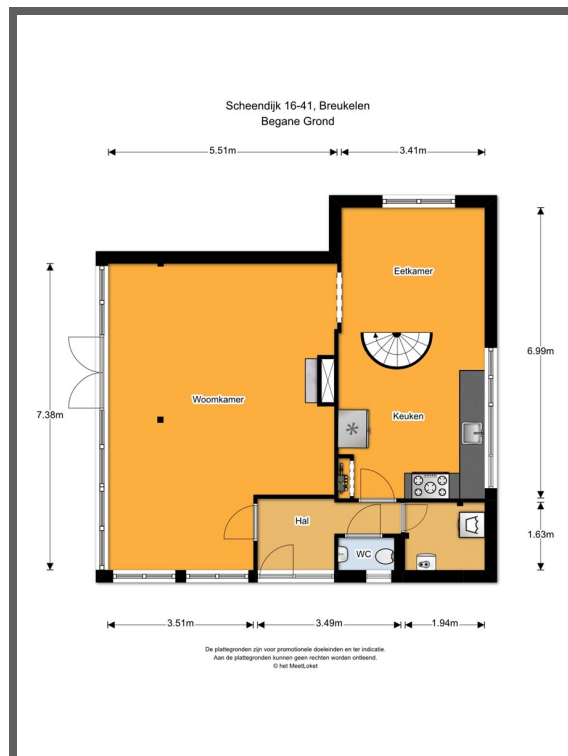 Scheendijk 16-41, Breukelen
Begane Grond
5.51m
3.41m
Eetkamer
6.99m
7.38m
Woomkamer
Keuken
Hal
WC
1.63m
3.51m
3.49m
1.94m
De plattegronden zijn voor promotionele doeleinden en ter indicatie.
Aan de plattegronden kunnen geen rechten worden ontleend.
© het MeetLoket